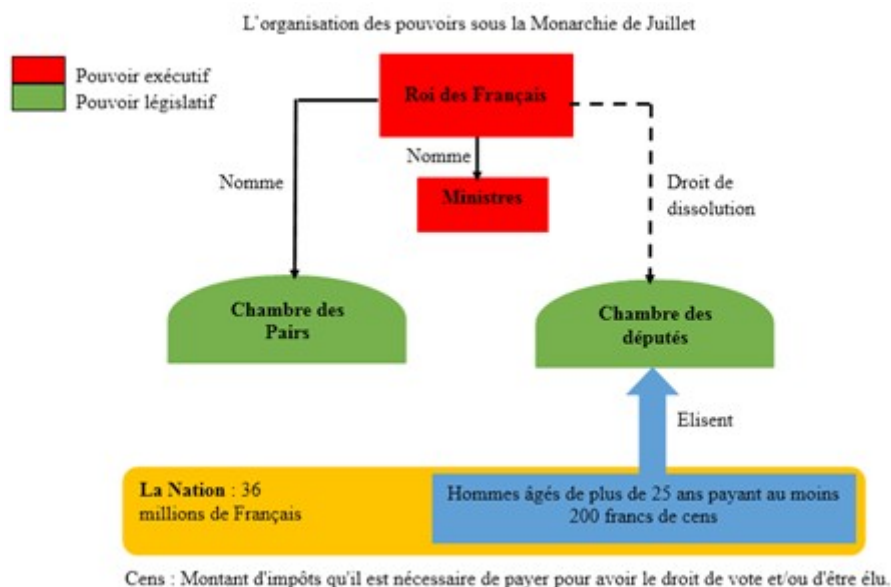 L'organisation des pouvoirs sous la Monarchie de Juillet
Pouvoir exécutif
Pouvoir législatif
Roi des Français
Nomme
Nomme
Ministres
Droit de
dissolution
Chambre des
Pairs
Chambre des
députés
Elisent
La Nation : 36
millions de Français
Hommes âgés de plus de 25 ans payant au moins
200 francs de cens
Cens : Montant d'impôts qu'il est nécessaire de payer pour avoir le droit de vote et/ou d'être élu.